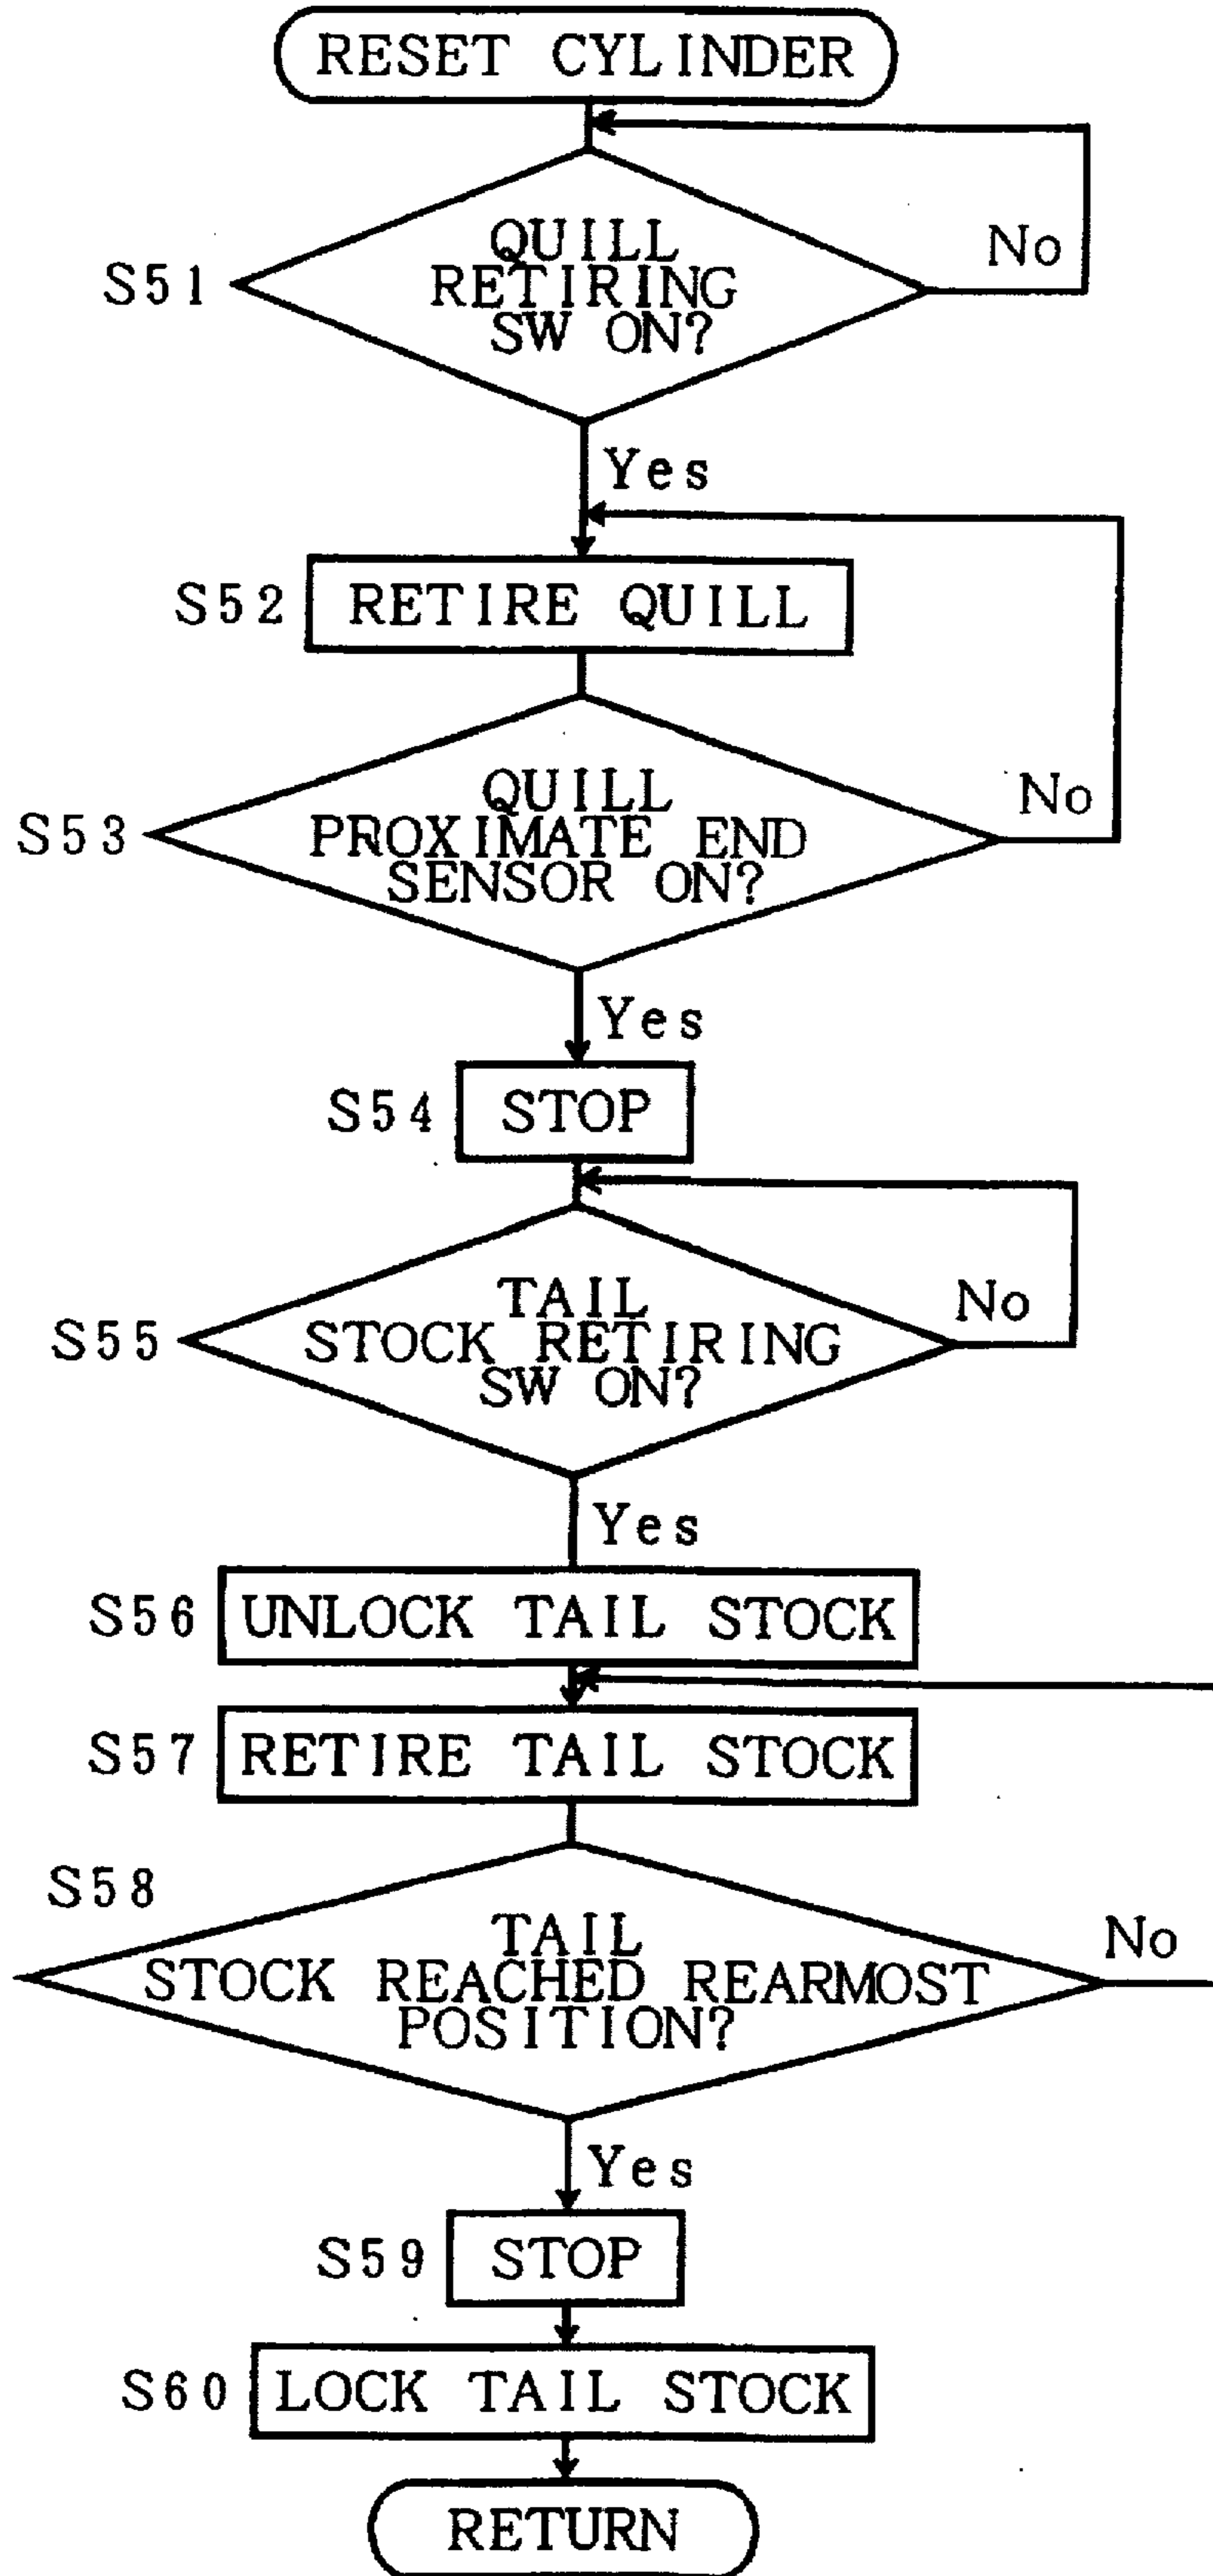 RESET CYLINDER
No
S51
QUILL
RETIRING
SW ON?
Yes
S52
RETIRE QUILL
No
S53
QUILL
PROXIMATE END
SENSOR ON?
Yes
S54
STOP
No
S55
TAIL
STOCK RETIRING
SW ON?
Yes
S56
UNLOCK TAIL STOCK
S57
RETIRE TAIL STOCK
S58
No
TAIL
STOCK REACHED REARMOST
POSITION?
Yes
S59
STOP
S60
LOCK TAIL STOCK
RETURN